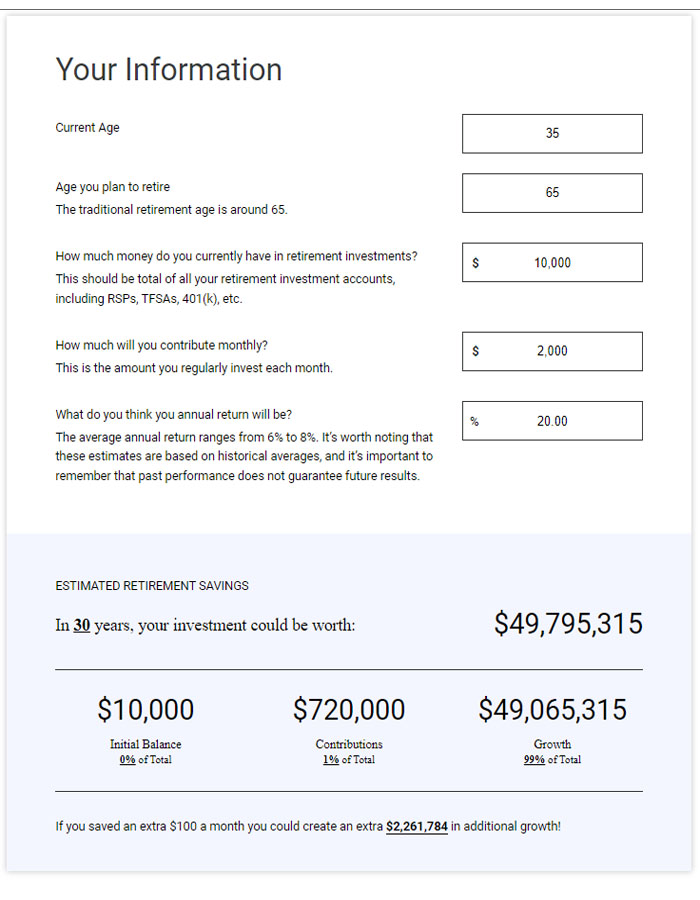 Your Information
Current Age
35
Age you plan to retire
The traditional retirement age is around 65.
65
How much money do you currently have in retirement investments?
This should be total of all your retirement investment accounts,
including RSPs, TFSAs, 401(k), etc.
$ 10,000
How much will you contribute monthly?
This is the amount you regularly invest each month.
$ 2,000
What do you think you annual return will be?
The average annual return ranges from 6% to 8%. It's worth noting that
these estimates are based on historical averages, and it's important to
remember that past performance does not guarantee future results.
% 20.00
ESTIMATED RETIREMENT SAVINGS
In 30 years, your investment could be worth:
$49,795,315
$10,000
Initial Balance
0% of Total
$720,000
Contributions
1% of Total
$49,065,315
Growth
99% of Total
If you saved an extra $100 a month you could create an extra $2,261,784 in additional growth!